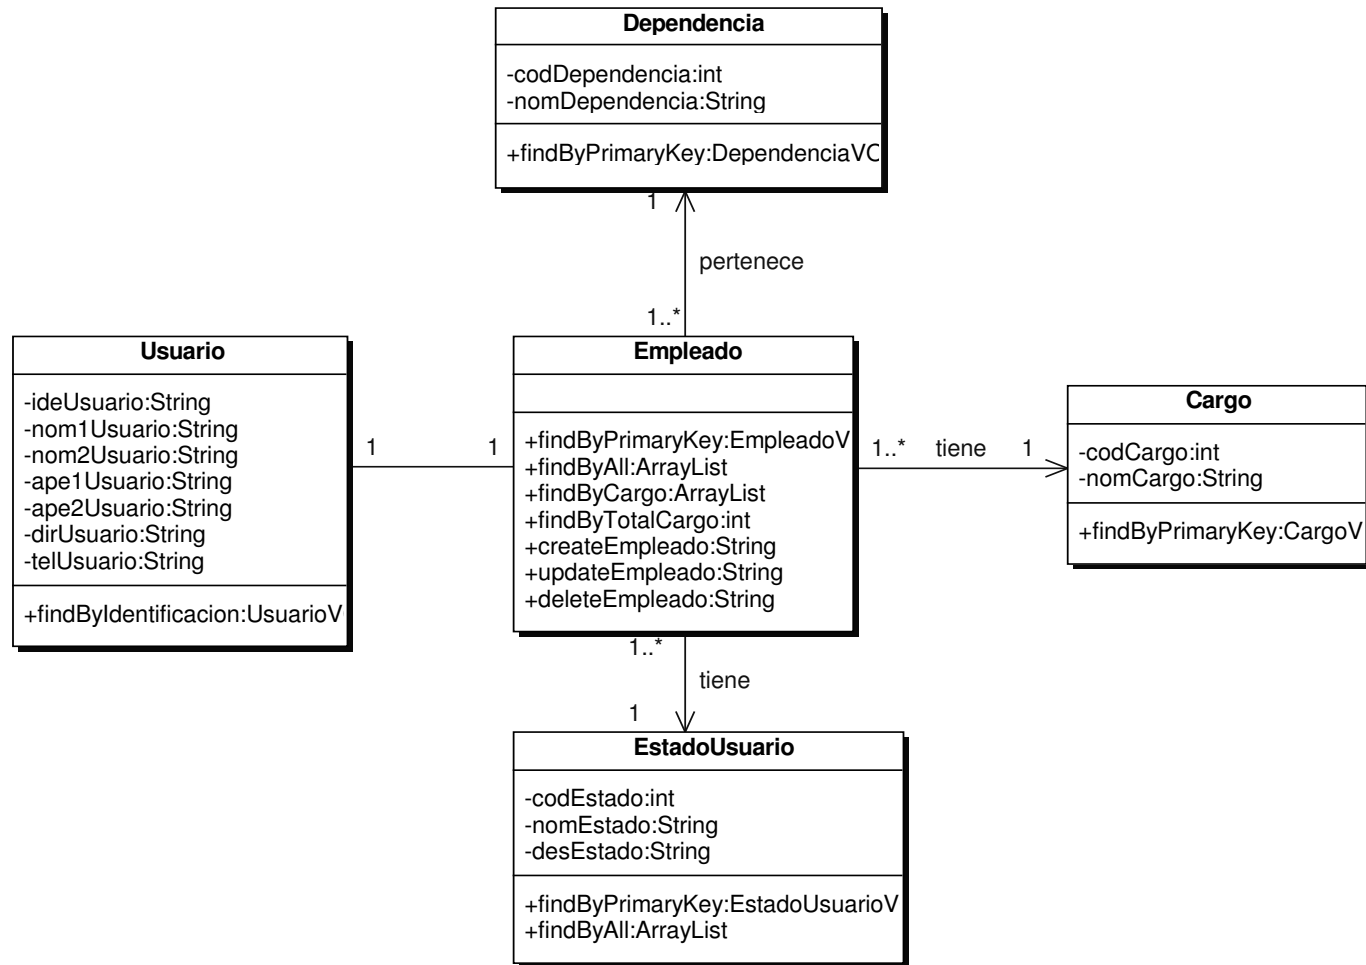 Dependencia
-codDependencia:int
-nomDependencia:String
+findByPrimaryKey:DependenciaVC
1
pertenece
1..*
Usuario
-ideUsuario:String
-nom1Usuario:String
-nom2Usuario:String
-ape1Usuario:String
-ape2Usuario:String
-dirUsuario:String
-telUsuario:String
+findByIdentificacion:UsuarioV
1 1
Empleado
+findByPrimaryKey:EmpleadoV
+findByAll:ArrayList
+findByCargo:ArrayList
+findByTotalCargo:int
+createEmpleado:String
+updateEmpleado:String
+deleteEmpleado:String
1..* tiene 1
Cargo
-codCargo:int
-nomCargo:String
+findByPrimaryKey:CargoV
1..*
tiene
1
EstadoUsuario
-codEstado:int
-nomEstado:String
-desEstado:String
+findByPrimaryKey:EstadoUsuarioV
+findByAll:ArrayList